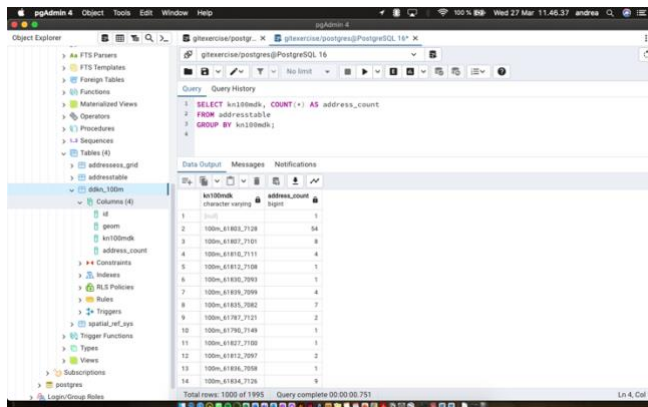 pgAdmin 4 Object Tools Edit Window Help 100 % Wed 27 Mar 11.46.37 andrea
pgAdmin 4
Object Explorer
gitexercise/postgr... X gitexercise/postgres@PostgreSQL 16* X
gitexercise/postgres@PostgreSQL 16
No limit
Query Query History
1 SELECT kn100mdk, COUNT(*) AS address_count
2 FROM addresstable
3 GROUP BY kn100mdk;
4
Data Output Messages Notifications
kn100mdk address_count
character varying bigint
1 [null] 1
2 100m_61803_7128 54
3 100m_61807_7101 8
4 100m_61810_7111 4
5 100m_61812_7108 1
6 100m_61830_7093 1
7 100m_61839_7099 4
8 100m_61835_7082 7
9 100m_61787_7121 2
10 100m_61790_7149 1
11 100m_61827_7100 1
12 100m_61812_7097 2
13 100m_61836_7058 1
14 100m_61834_7126 9
Total rows: 1000 of 1995 Query complete 00:00:00.751 Ln 4, Col
FTS Parsers
FTS Templates
Foreign Tables
Functions
Materialized Views
Operators
Procedures
1..3 Sequences
Tables (4)
addressess_grid
addresstable
ddkn_100m
Columns (4)
id
geom
kn100mdk
address_count
Constraints
Indexes
RLS Policies
Rules
Triggers
spatial_ref_sys
Trigger Functions
Types
Views
Subscriptions
postgres
Login/Group Roles